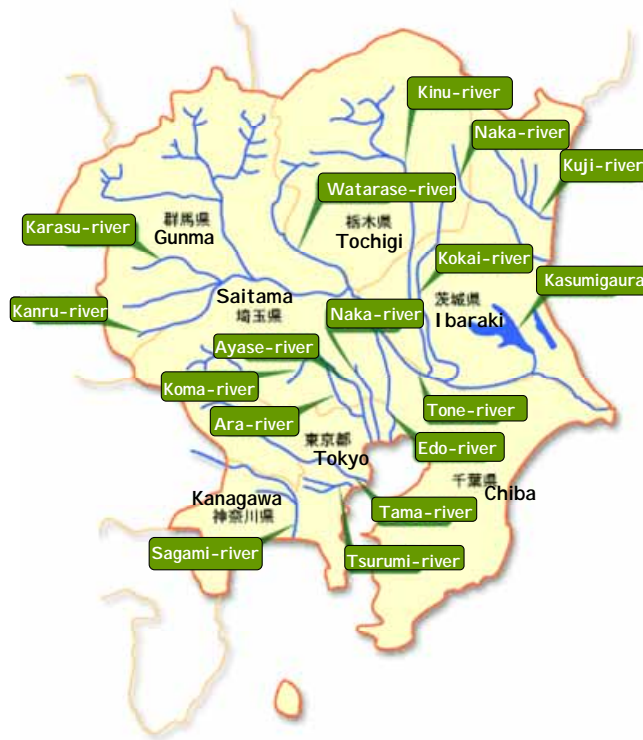 Kinu-river
Naka-river
Kuji-river
Watarase-river
群馬県
Gunma
栃木県
Tochigi
Karasu-river
Kokai-river
Kasumigaura
Saitama
埼玉県
茨城県
Ibaraki
Kanru-river
Naka-river
Ayase-river
Koma-river
Ara-river
Tone-river
東京都
Tokyo
Edo-river
千葉県
Chiba
Kanagawa
神奈川県
Tama-river
Sagami-river
Tsurumi-river